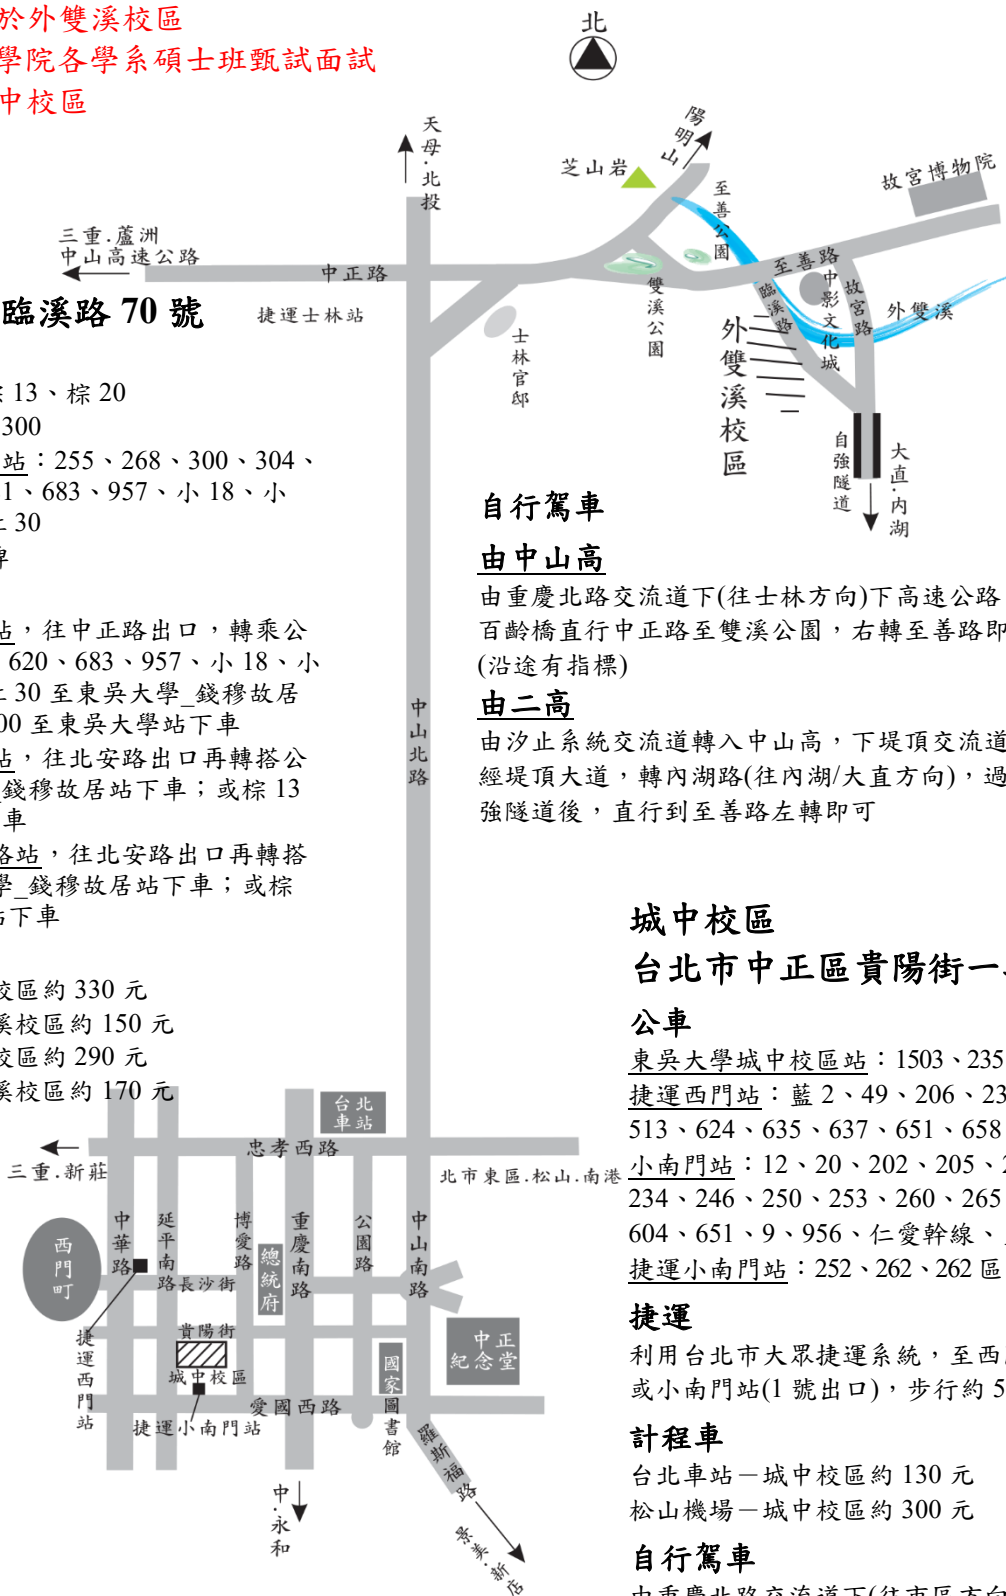 於外雙溪校區
學院各學系碩士班甄試面試
中校區
北
天母.北投
陽明山
芝山岩
至善公園
故宮博物院
三重.蘆洲
中山高速公路
中正路
至善路
臨溪路
中影文化城
故宮路
外雙溪
雙溪公園
士林官邸
捷運士林站
外雙溪校區
自強隧道
大直.內湖
臨溪路 70 號
13、棕 20
300
站：255、268、300、304、
1、683、957、小 18、小
30
站，往中正路出口，轉乘公
620、683、957、小 18、小
30 至東吳大學_錢穆故居
00 至東吳大學站下車
站，往北安路出口再轉搭公
錢穆故居站下車；或棕 13
車
路站，往北安路出口再轉搭
學_錢穆故居站下車；或棕
站下車
校區約 330 元
溪校區約 150 元
校區約 290 元
溪校區約 170 元
自行駕車
由中山高
由重慶北路交流道下(往士林方向)下高速公路
百齡橋直行中正路至雙溪公園，右轉至善路即
(沿途有指標)
由二高
由汐止系統交流道轉入中山高，下堤頂交流道
經堤頂大道，轉內湖路(往內湖/大直方向)，過
強隧道後，直行到至善路左轉即可
中山北路
台北車站
忠孝西路
三重.新莊
北市東區.松山.南港
中華路
延平南路
博愛路
重慶南路
公園路
中山南路
西門町
總統府
長沙街
貴陽街
城中校區
捷運西門站
捷運小南門站
愛國西路
國家圖書館
中正紀念堂
羅斯福路
中.永和
景美.新店
城中校區
台北市中正區貴陽街一
公車
東吳大學城中校區站：1503、235
捷運西門站：藍 2、49、206、23
513、624、635、637、651、658
小南門站：12、20、202、205、2
234、246、250、253、260、265
604、651、9、956、仁愛幹線、
捷運小南門站：252、262、262 區
捷運
利用台北市大眾捷運系統，至西
或小南門站(1 號出口)，步行約 5
計程車
台北車站－城中校區約 130 元
松山機場－城中校區約 300 元
自行駕車
由重慶北路交流道下(往市區方向